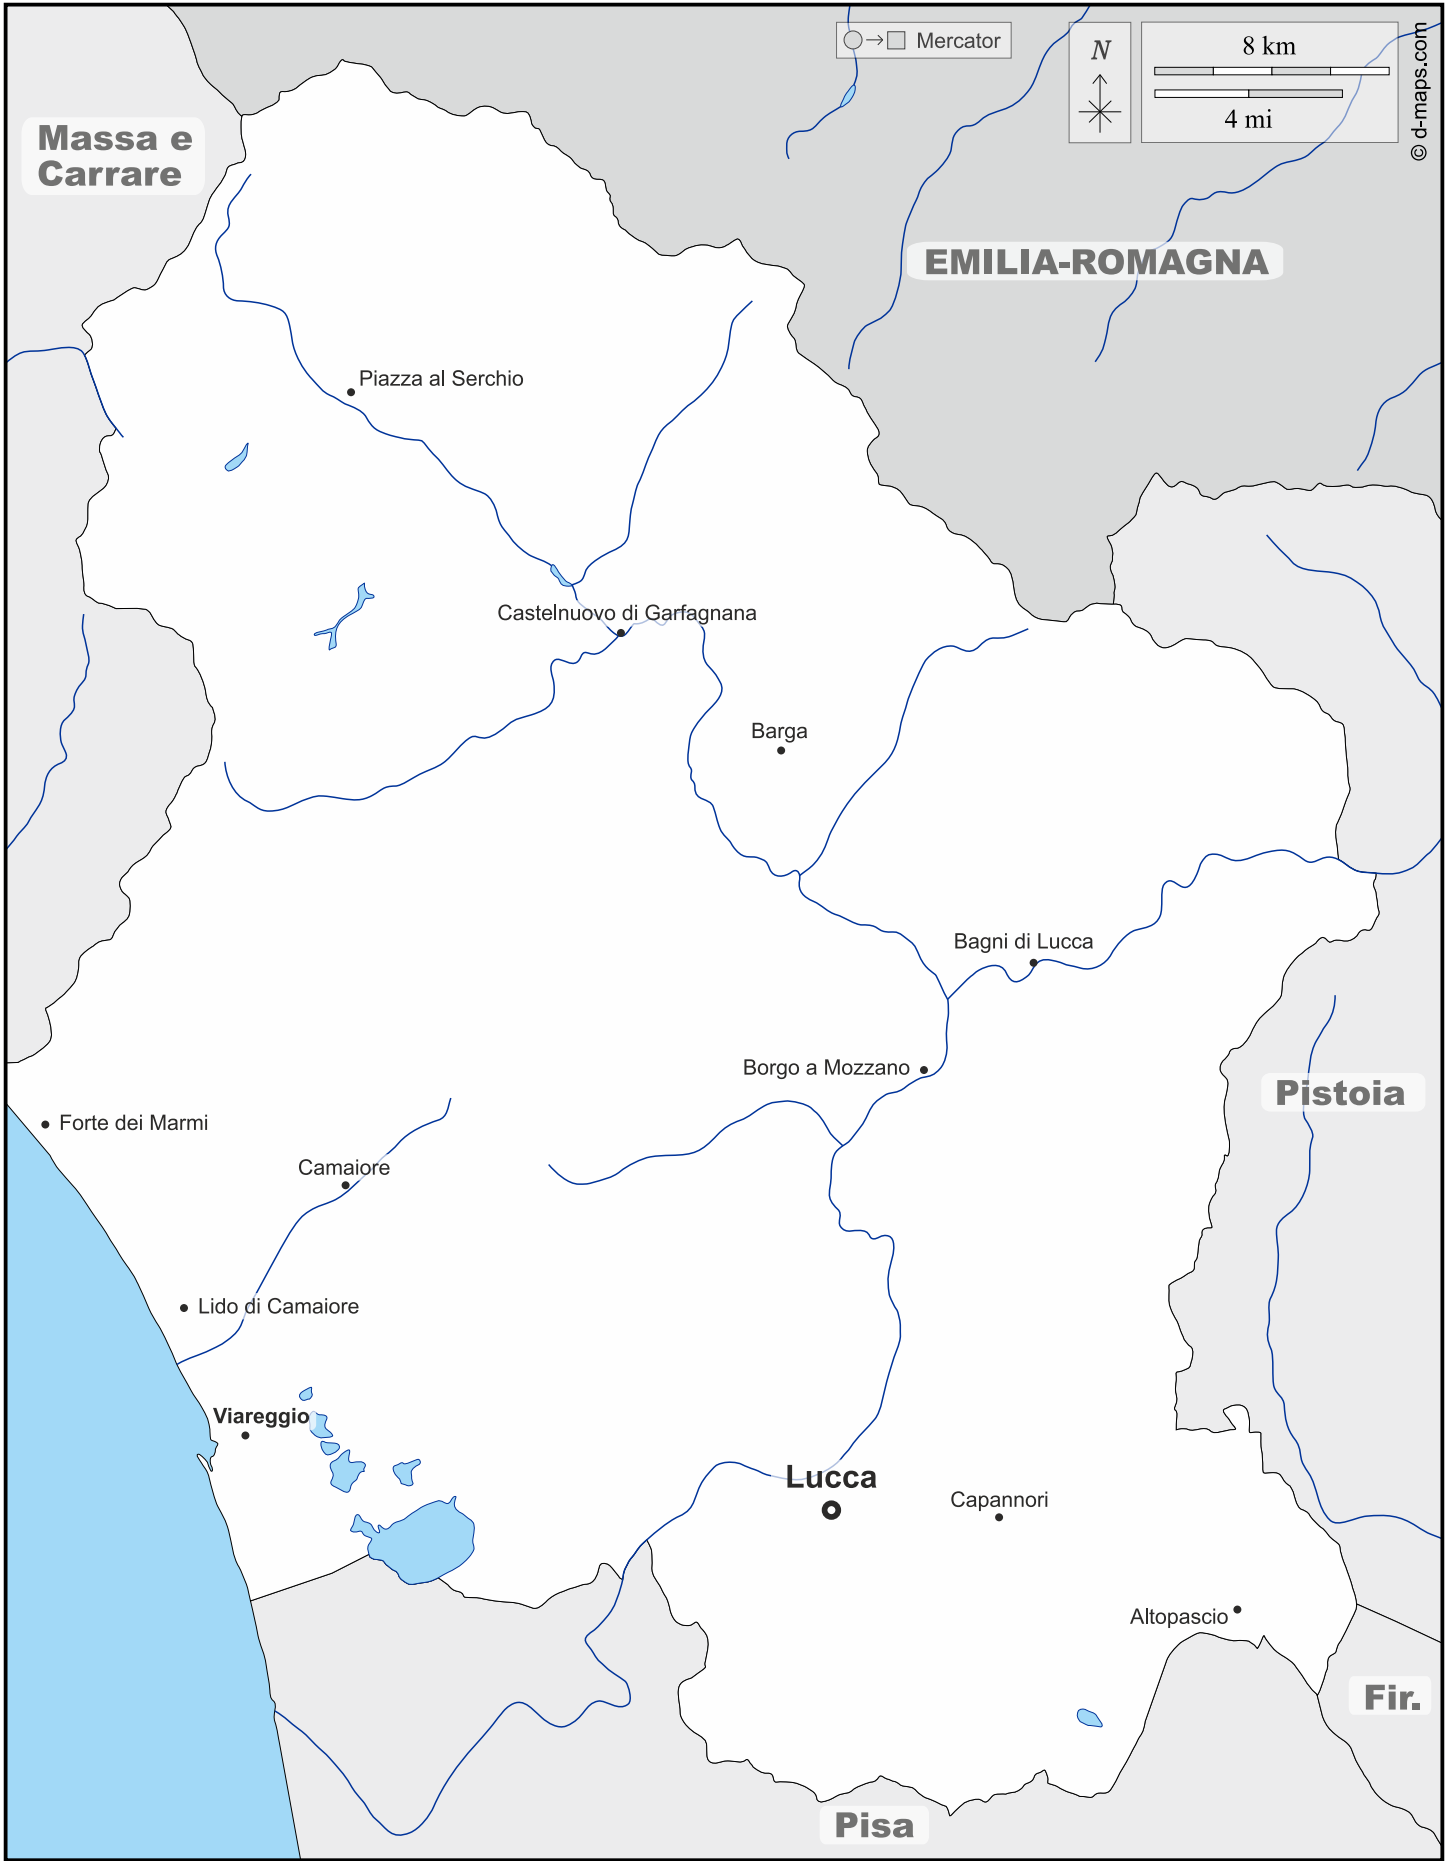 Mercator
N
8 km
4 mi
© d-maps.com
Massa e
Carrare
EMILIA-ROMAGNA
Piazza al Serchio
Castelnuovo di Garfagnana
Barga
Bagni di Lucca
Borgo a Mozzano
Pistoia
Forte dei Marmi
Camaiore
Lido di Camaiore
Viareggio
Lucca
Capannori
Altopascio
Fir.
Pisa